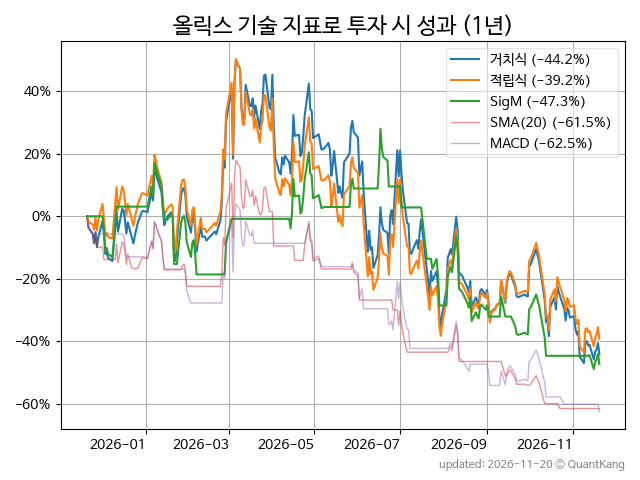 올릭스 기술 지표로 투자 시 성과 (1년)
거치식 (−44.2%)
적립식 (−39.2%)
SigM (−47.3%)
SMA(20) (−61.5%)
MACD (−62.5%)
40%
20%
0%
−20%
−40%
−60%
2026-01 2026-03 2026-05 2026-07 2026-09 2026-11
updated: 2026-11-20 © QuantKang